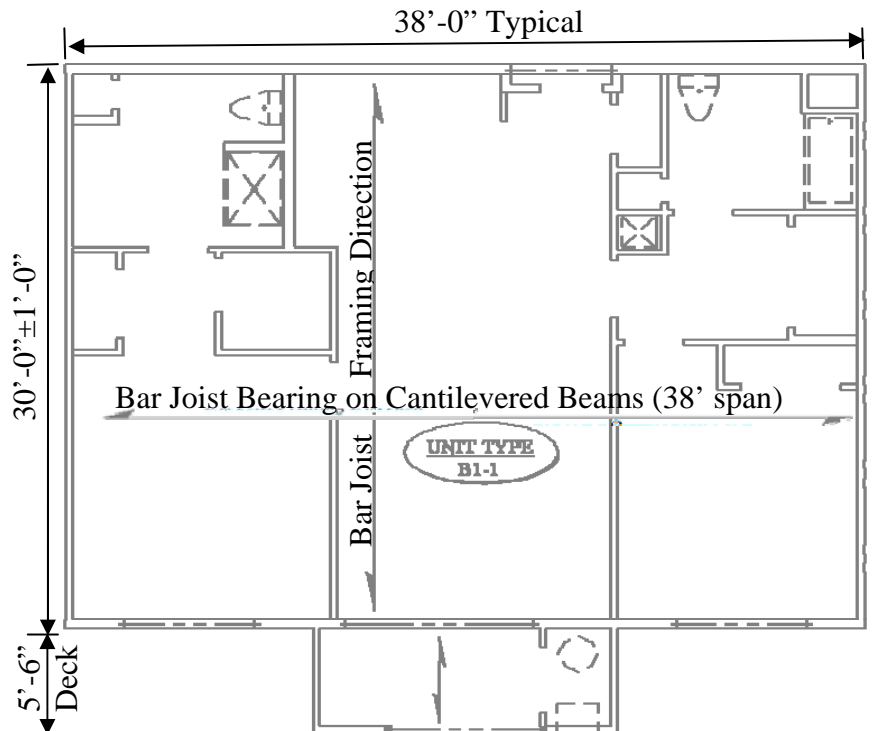 38’-0” Typical
30’-0”±1’-0”
Bar Joist Framing Direction
Bar Joist Bearing on Cantilevered Beams (38’ span)
UNIT TYPE
B1-1
5’-6”
Deck